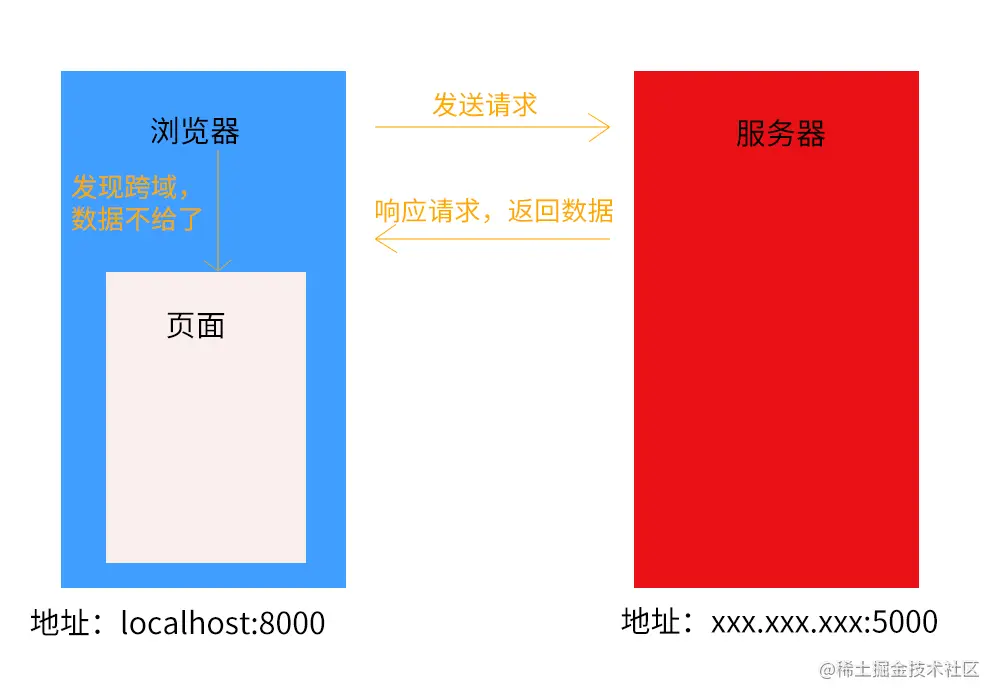 浏览器
发送请求
服务器
发现跨域，
数据不给了
响应请求，返回数据
页面
地址：localhost:8000
地址：xxx.xxx.xxx:5000
@稀土掘金技术社区